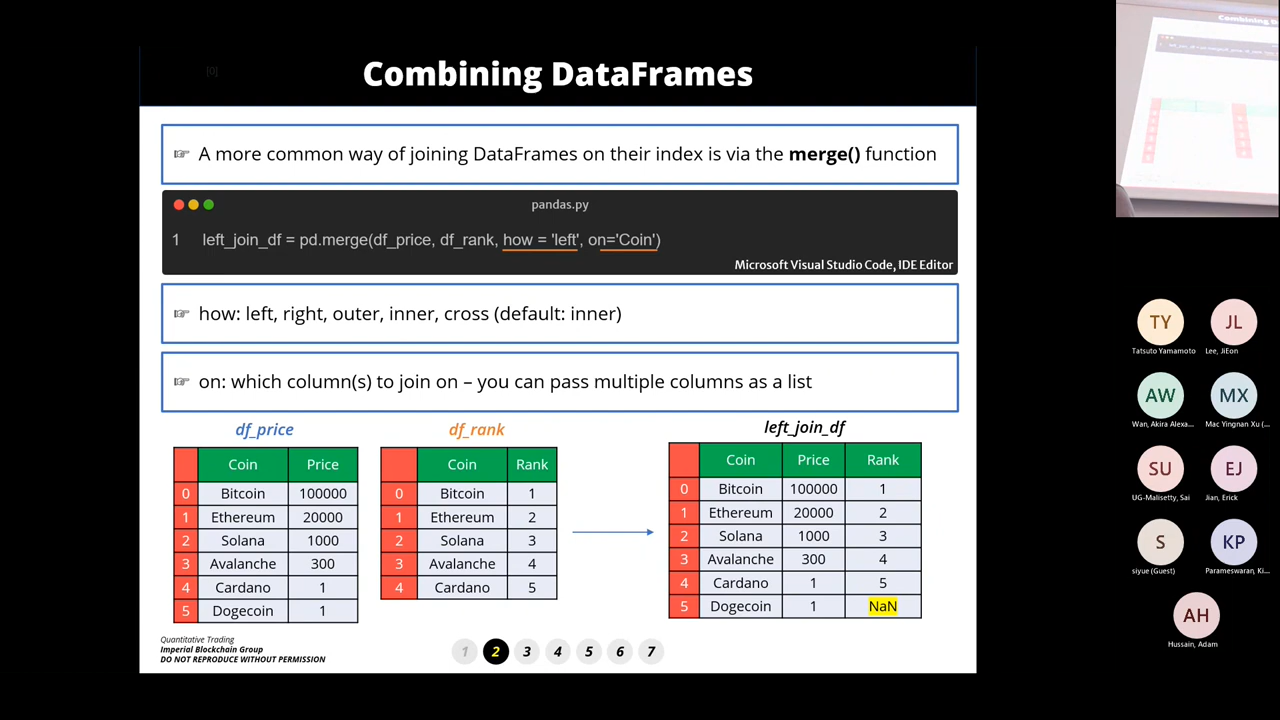 [0]
Combining DataFrames
☞ A more common way of joining DataFrames on their index is via the merge() function
pandas.py
1 left_join_df = pd.merge(df_price, df_rank, how = 'left', on='Coin')
Microsoft Visual Studio Code, IDE Editor
☞ how: left, right, outer, inner, cross (default: inner)
☞ on: which column(s) to join on – you can pass multiple columns as a list
df_price
Coin Price
0 Bitcoin 100000
1 Ethereum 20000
2 Solana 1000
3 Avalanche 300
4 Cardano 1
5 Dogecoin 1
df_rank
Coin Rank
0 Bitcoin 1
1 Ethereum 2
2 Solana 3
3 Avalanche 4
4 Cardano 5
left_join_df
Coin Price Rank
0 Bitcoin 100000 1
1 Ethereum 20000 2
2 Solana 1000 3
3 Avalanche 300 4
4 Cardano 1 5
5 Dogecoin 1 NaN
Quantitative Trading
Imperial Blockchain Group
DO NOT REPRODUCE WITHOUT PERMISSION
1 2 3 4 5 6 7
TY JL
Tatsuto Yamamoto Lee, JiEon
AW MX
Wan, Akira Alexa... Mac Yingnan Xu (...
SU EJ
UG-Malisetty, Sai Jian, Erick
S KP
siyue (Guest) Parameswaran, Ki...
AH
Hussain, Adam